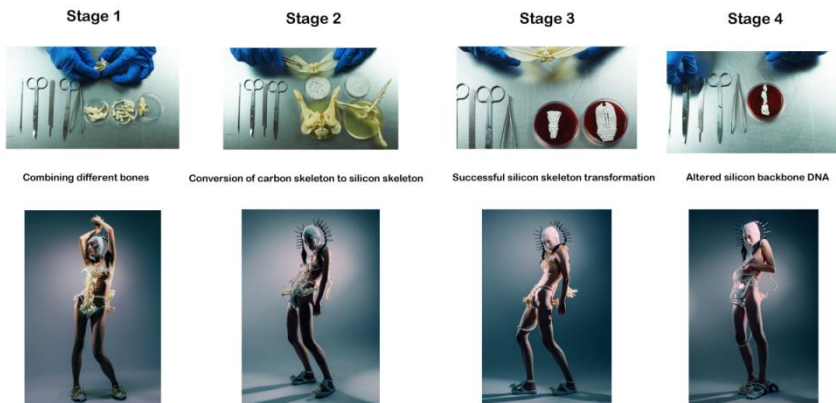 Stage 1
Stage 2
Stage 3
Stage 4
Combining different bones
Conversion of carbon skeleton to silicon skeleton
Successful silicon skeleton transformation
Altered silicon backbone DNA